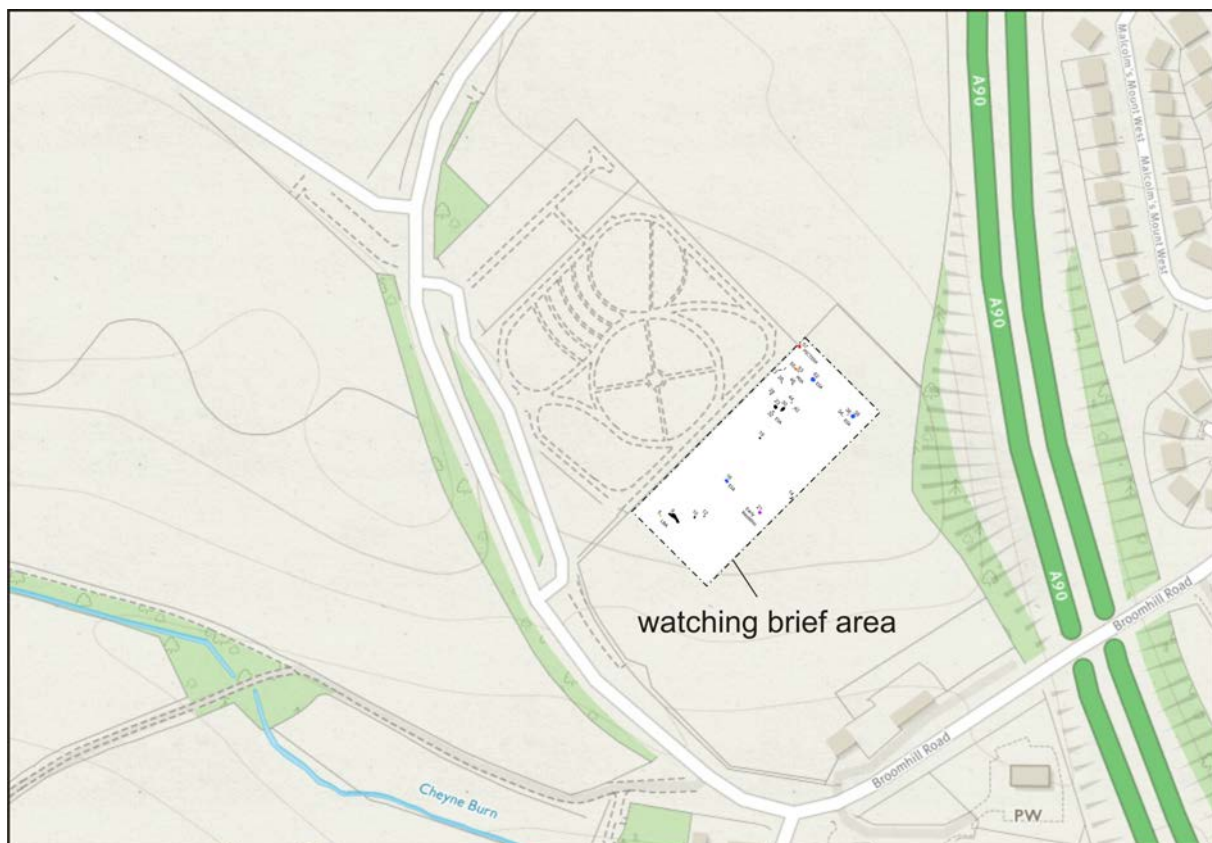 A90
A90
Malcolm's Mount West
Malcolm's Mount West
A90
watching brief area
Broomhill Road
Broomhill Road
Cheyne Burn
PW